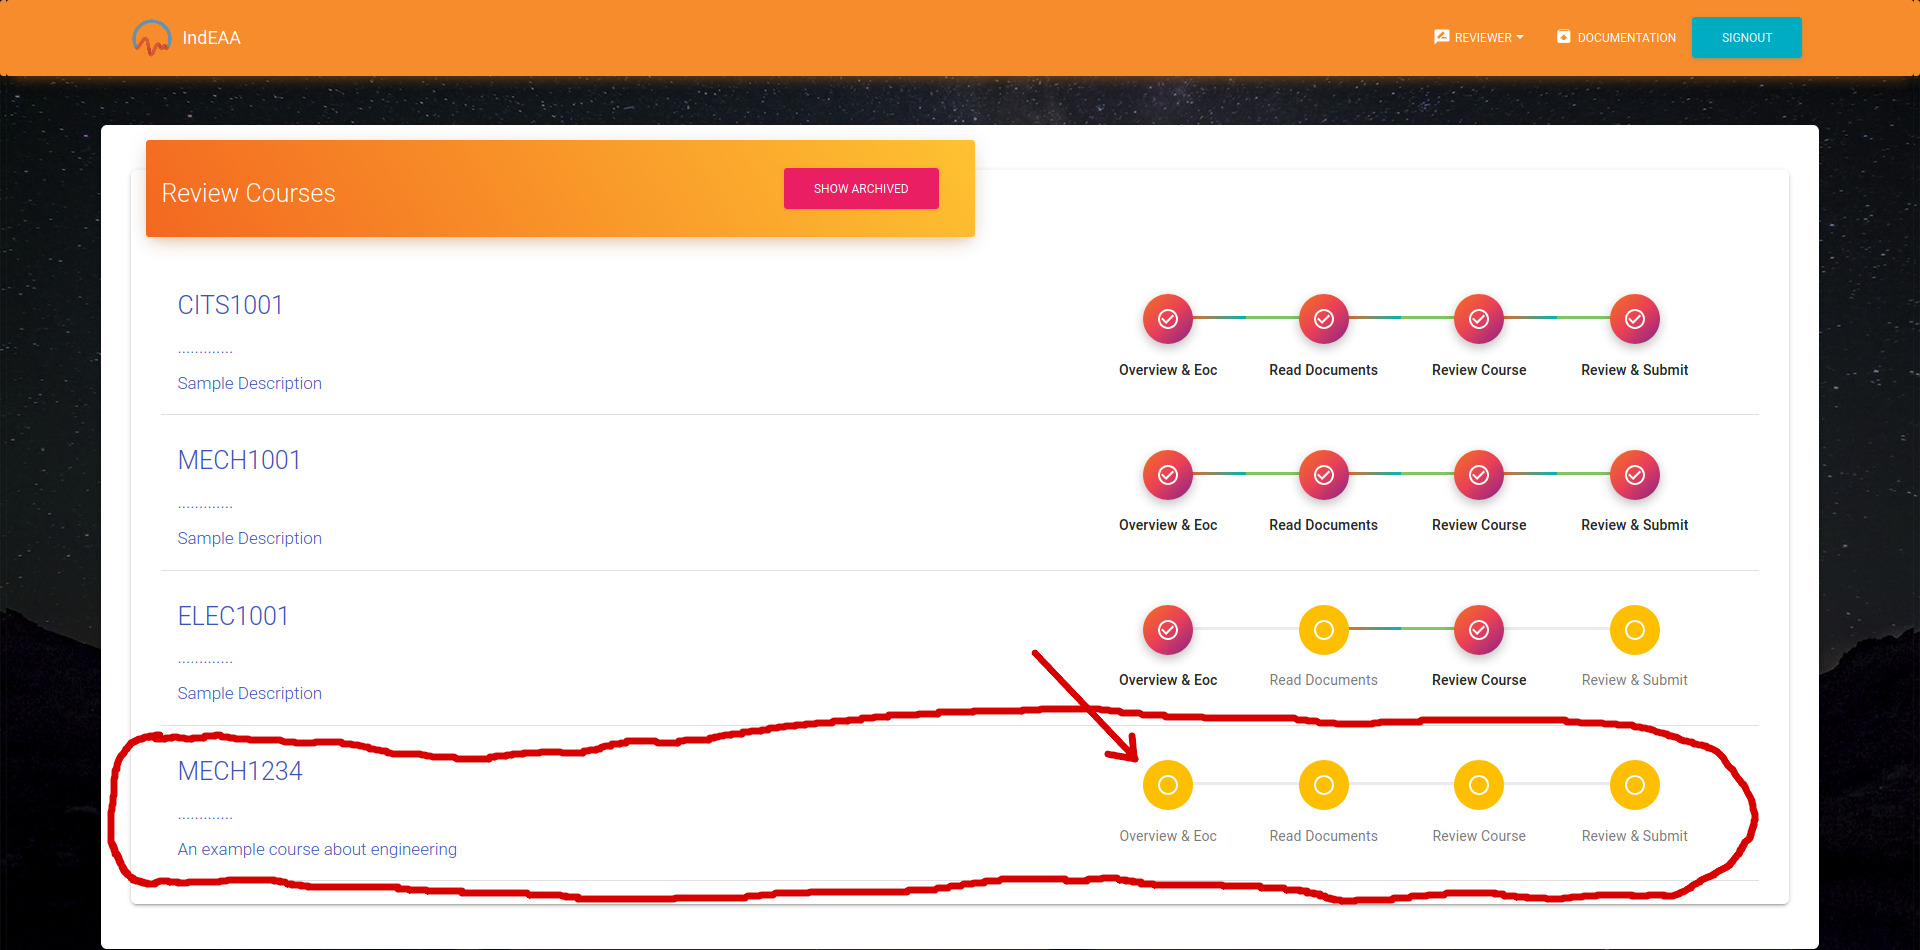 IndEAA
REVIEWER
DOCUMENTATION
SIGNOUT
Review Courses
SHOW ARCHIVED
CITS1001
.............
Sample Description
Overview & Eoc
Read Documents
Review Course
Review & Submit
MECH1001
.............
Sample Description
Overview & Eoc
Read Documents
Review Course
Review & Submit
ELEC1001
.............
Sample Description
Overview & Eoc
Read Documents
Review Course
Review & Submit
MECH1234
.............
An example course about engineering
Overview & Eoc
Read Documents
Review Course
Review & Submit